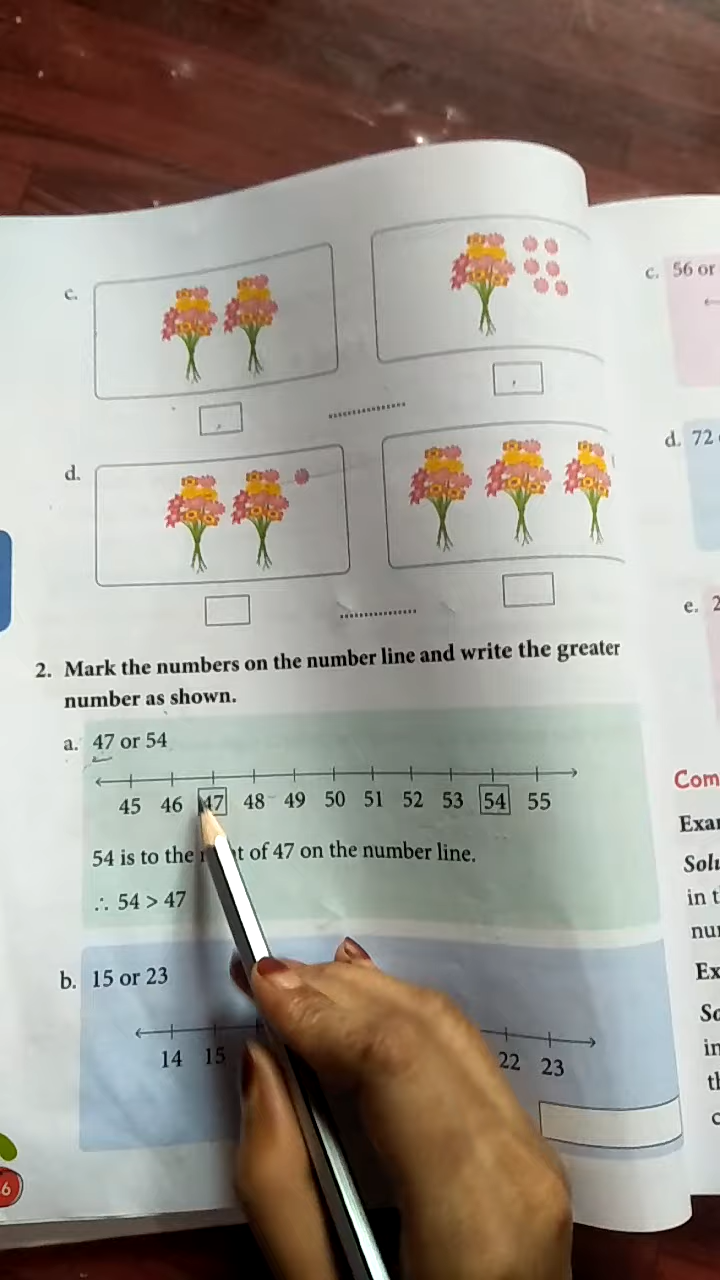 c.
c. 56 or
d.
d. 72
e. 2
2. Mark the numbers on the number line and write the greater
number as shown.
a. 47 or 54
45 46 47 48 49 50 51 52 53 54 55
54 is to the of 47 on the number line.
∴ 54 > 47
b. 15 or 23
14 15 22 23
6
Com
Exa
Solu
in t
nu
Ex
So
in
th